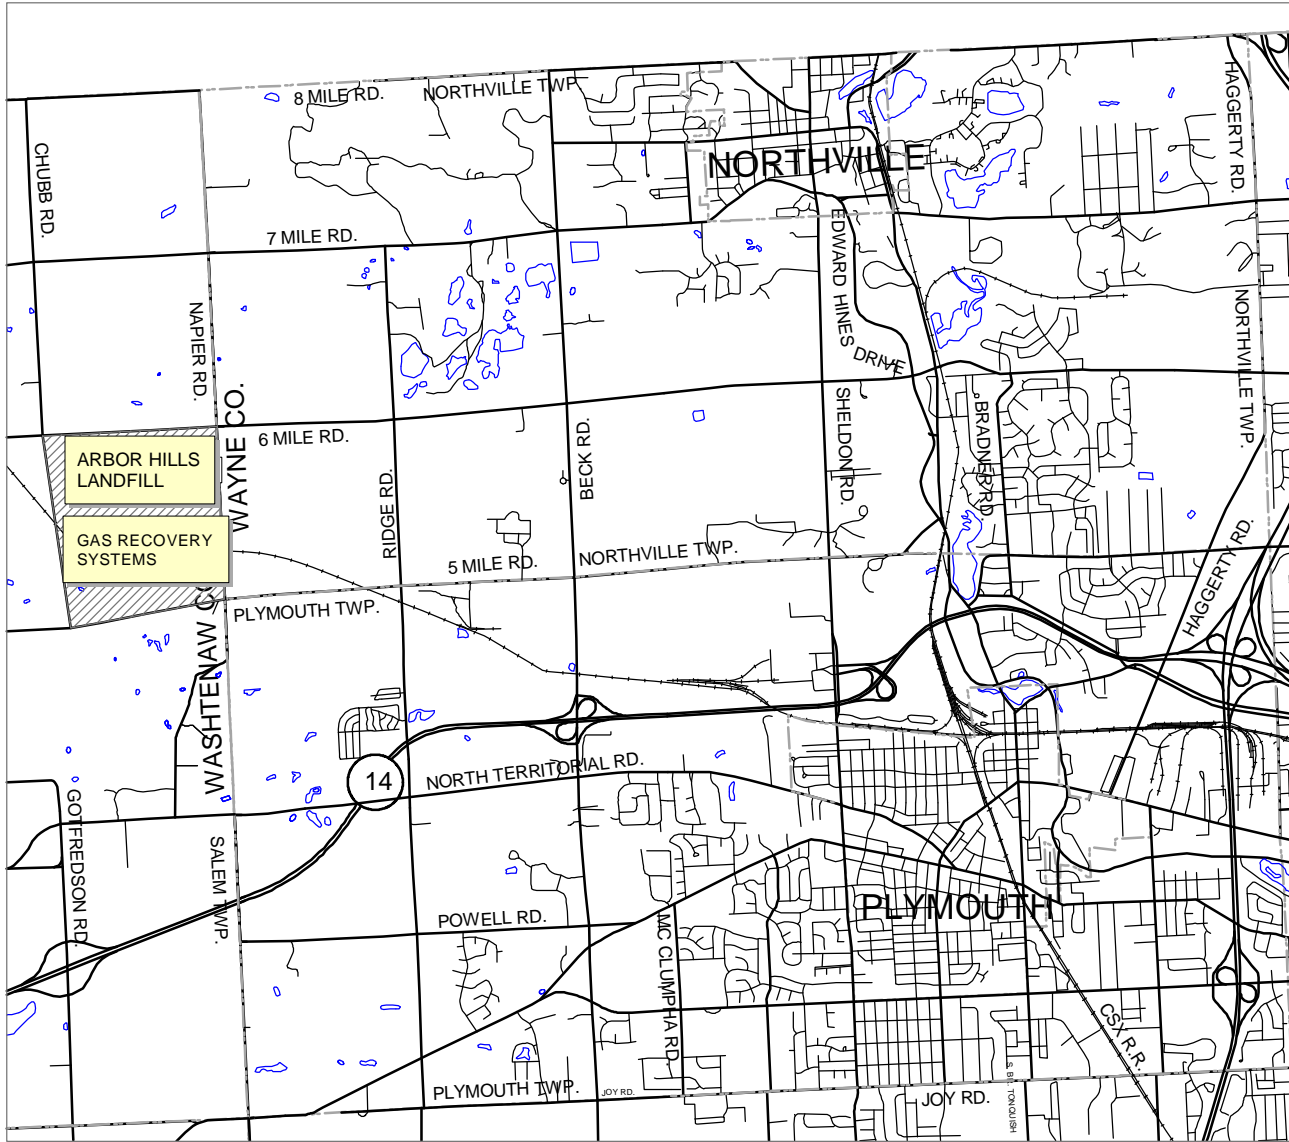 8 MILE RD.
NORTHVILLE TWP.
HAGGERTY RD.
CHUBB RD.
NORTHVILLE
7 MILE RD.
EDWARD HINES
DRIVE
NAPIER RD.
NORTHVILLE TWP.
WAYNE CO.
6 MILE RD.
BECK RD.
SHELDON RD.
BRADNER RD.
ARBOR HILLS
LANDFILL
RIDGE RD.
GAS RECOVERY
SYSTEMS
5 MILE RD.
NORTHVILLE TWP.
HAGGERTY RD.
WASHTENAW CO.
PLYMOUTH TWP.
14
NORTH TERRITORIAL RD.
GOTFREDSON RD.
SALEM TWP.
POWELL RD.
PLYMOUTH
MC CLUMPHA RD.
CSX R.R.
PLYMOUTH TWP.
JOY RD.
JOY RD.
TONQUISH